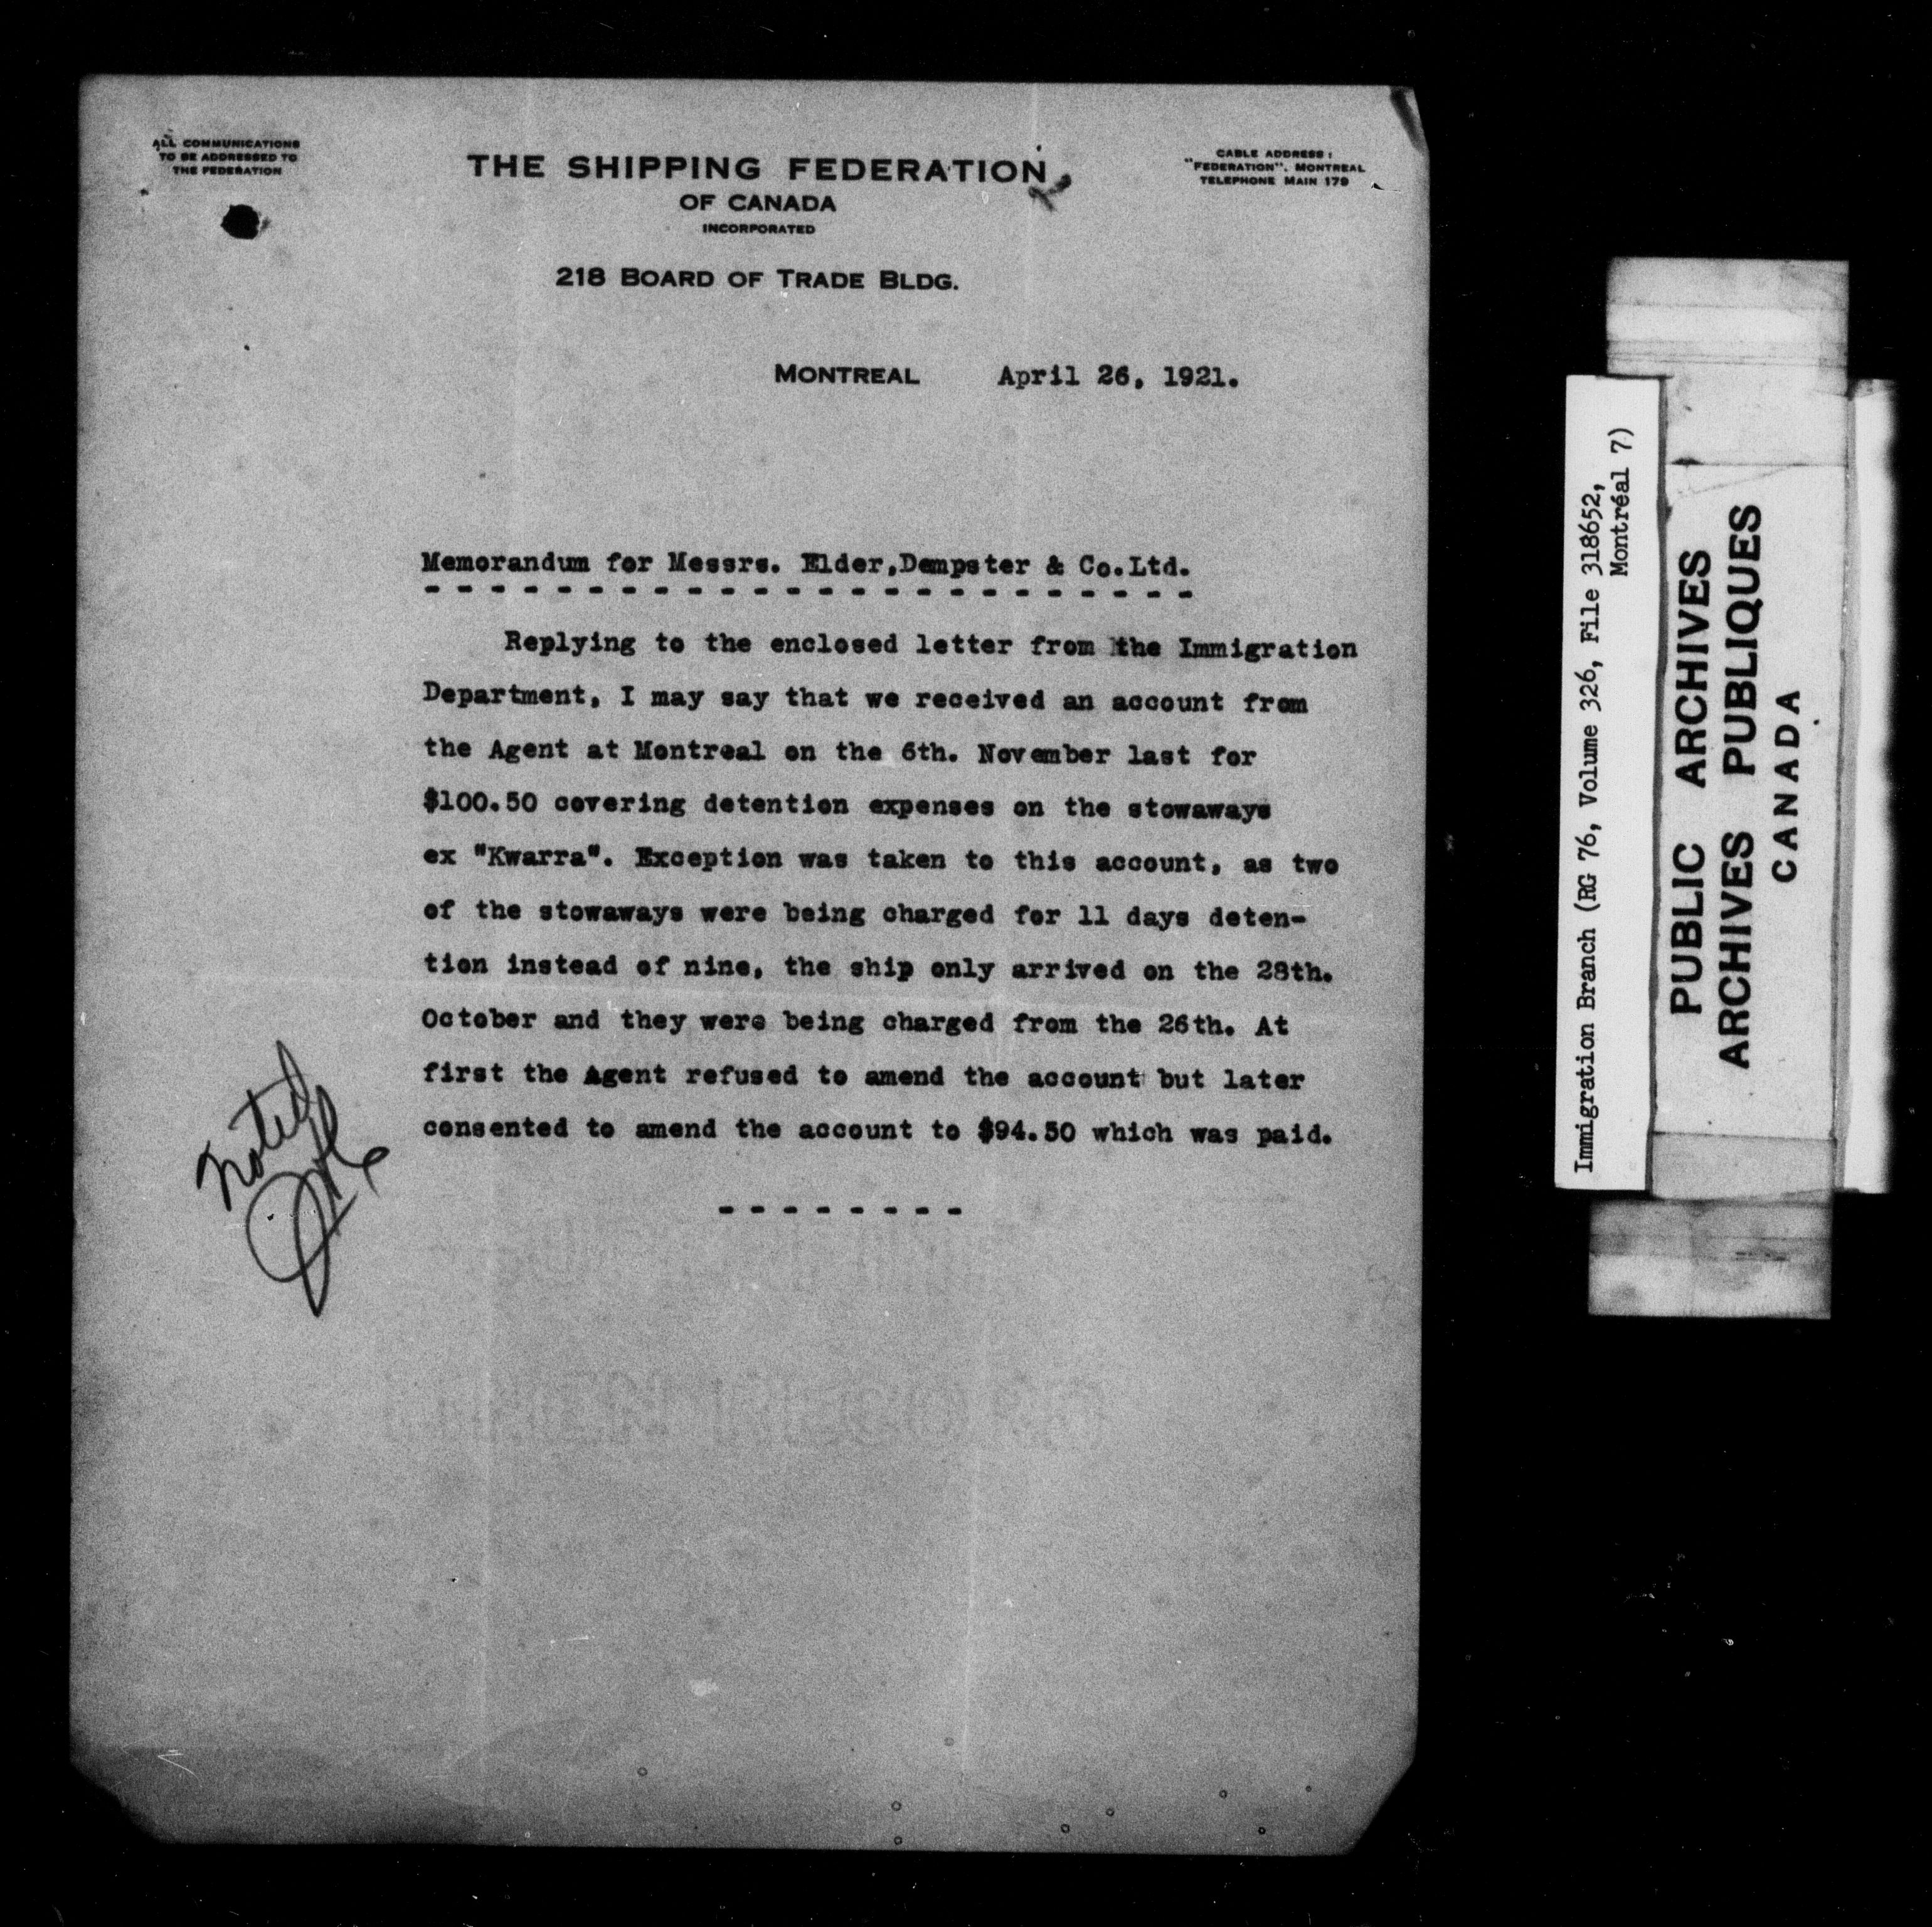 ALL COMMUNICATIONS
TO BE ADDRESSED TO
THE FEDERATION
THE SHIPPING FEDERATION
OF CANADA
INCORPORATED
218 BOARD OF TRADE BLDG.
CABLE ADDRESS:
"FEDERATION". MONTREAL
TELEPHONE MAIN 179
MONTREAL April 26, 1921.
Memorandum for Messrs. Elder,Dempster & Co.Ltd.
Replying to the enclosed letter from the Immigration
Department, I may say that we received an account from
the Agent at Montreal on the 6th. November last for
$100.50 covering detention expenses on the stowaways
ex "Kwarra". Exception was taken to this account, as two
of the stowaways were being charged for 11 days deten-
tion instead of nine, the ship only arrived on the 28th.
October and they were being charged from the 26th. At
first the Agent refused to amend the account but later
consented to amend the account to $94.50 which was paid.
noted
Immigration Branch (RG 76, Volume 326, File 318652,
Montréal 7)
PUBLIC ARCHIVES
ARCHIVES PUBLIQUES
CANADA